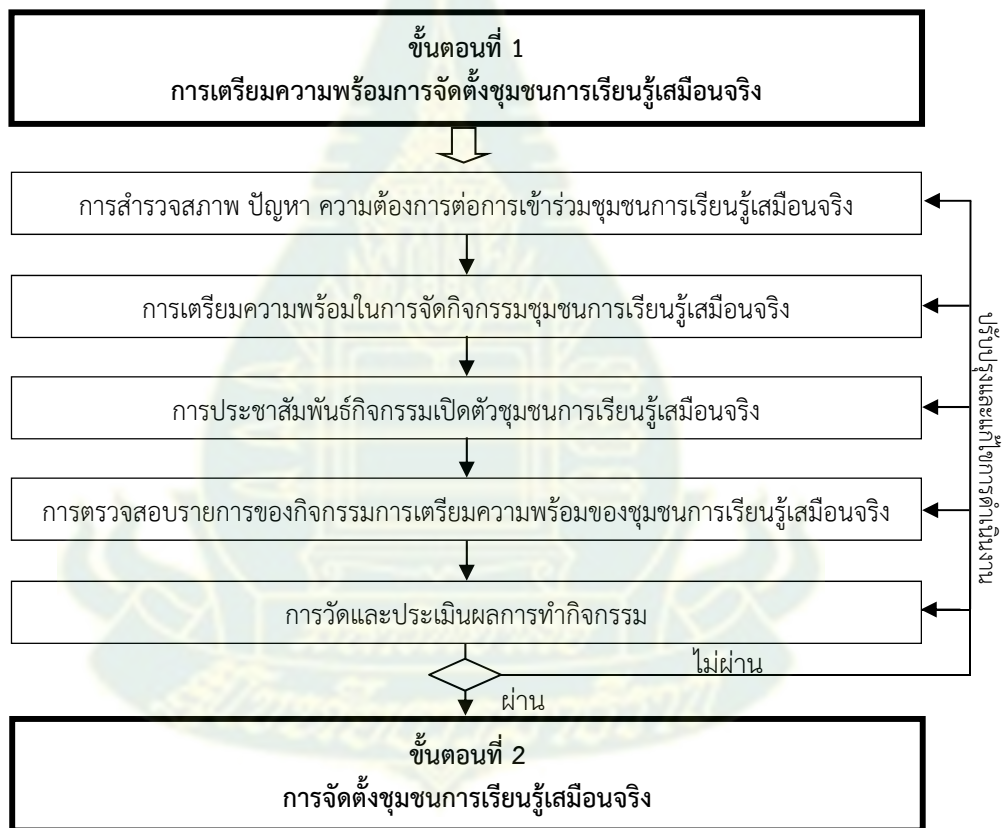 ขั้นตอนที่ 1
การเตรียมความพร้อมการจัดตั้งชุมชนการเรียนรู้เสมือนจริง
การสำรวจสภาพ ปัญหา ความต้องการต่อการเข้าร่วมชุมชนการเรียนรู้เสมือนจริง
การเตรียมความพร้อมในการจัดกิจกรรมชุมชนการเรียนรู้เสมือนจริง
การประชาสัมพันธ์กิจกรรมเปิดตัวชุมชนการเรียนรู้เสมือนจริง
การตรวจสอบรายการของกิจกรรมการเตรียมความพร้อมของชุมชนการเรียนรู้เสมือนจริง
การวัดและประเมินผลการทำกิจกรรม
ปรับปรุงและแก้ไขการดำเนินงาน
ไม่ผ่าน
ผ่าน
ขั้นตอนที่ 2
การจัดตั้งชุมชนการเรียนรู้เสมือนจริง